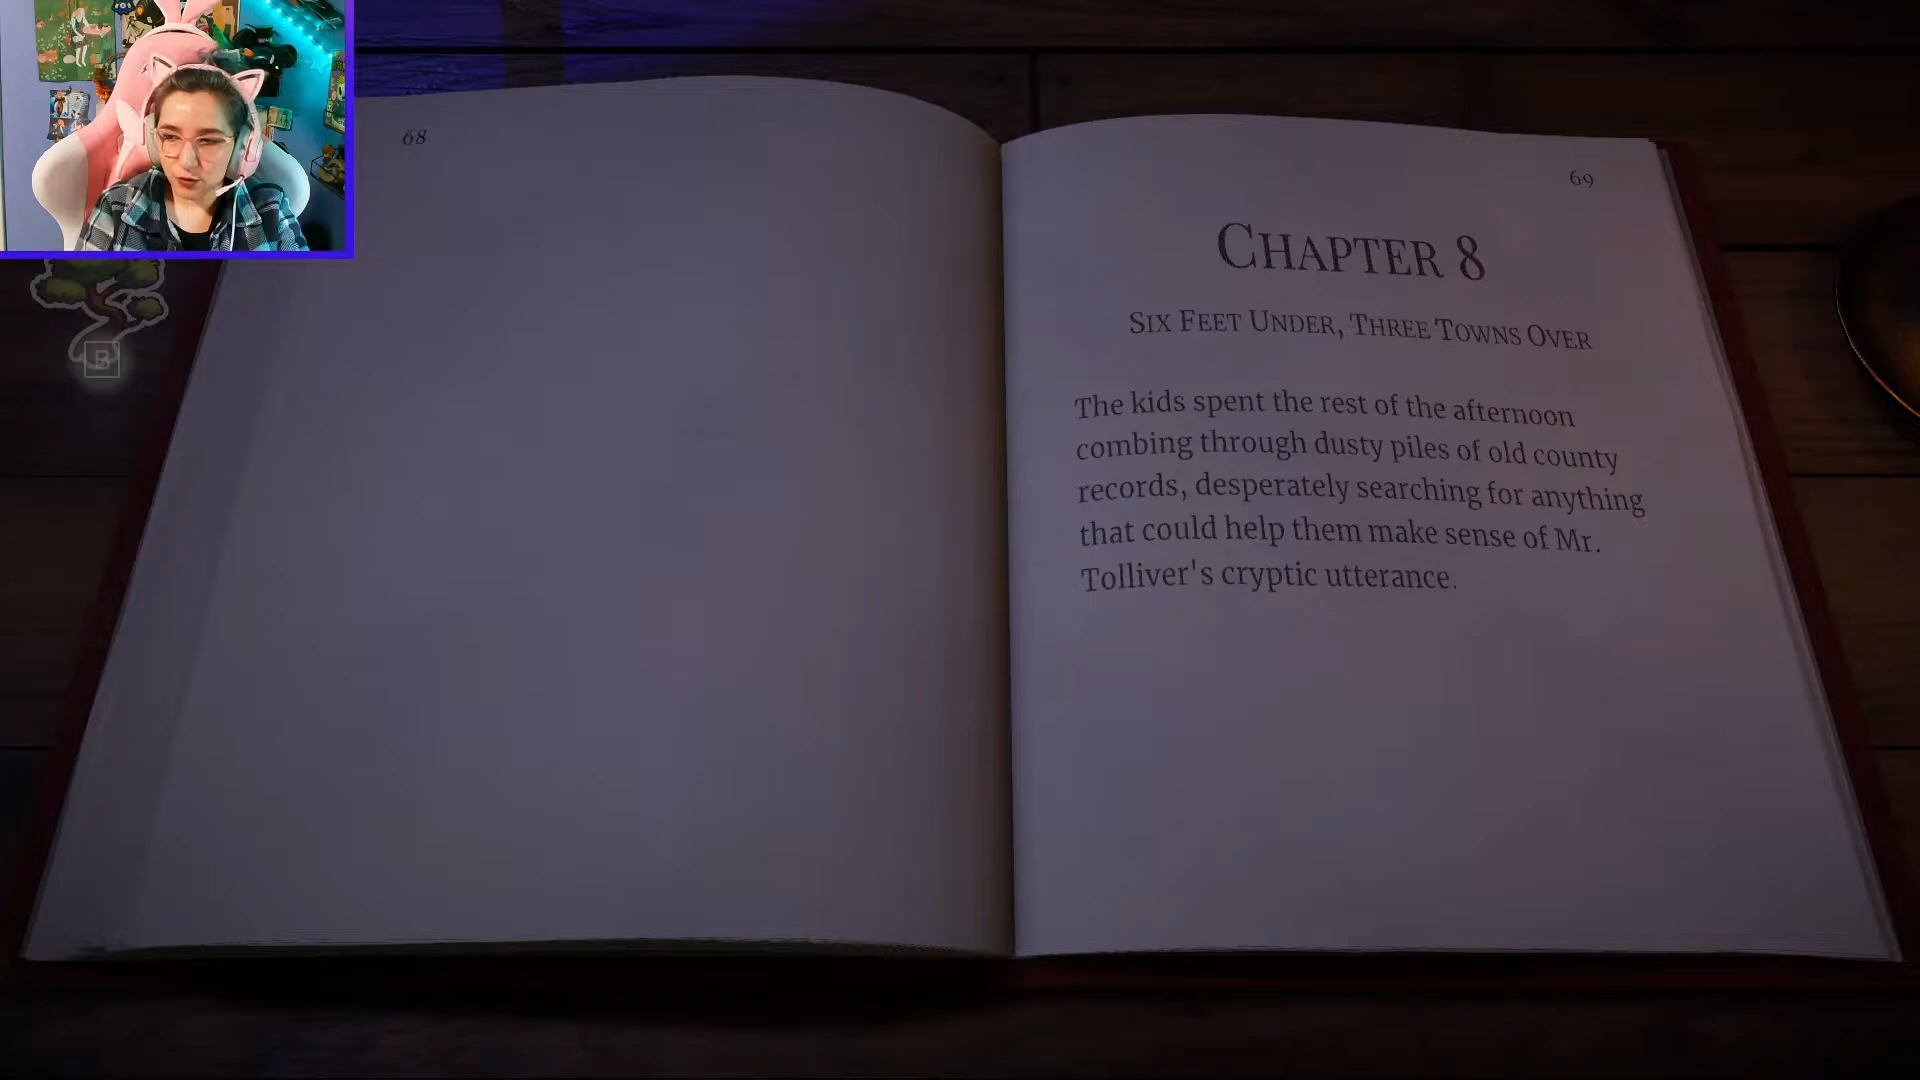 68
69
CHAPTER 8
SIX FEET UNDER, THREE TOWNS OVER
The kids spent the rest of the afternoon
combing through dusty piles of old county
records, desperately searching for anything
that could help them make sense of Mr.
Tolliver's cryptic utterance.
B